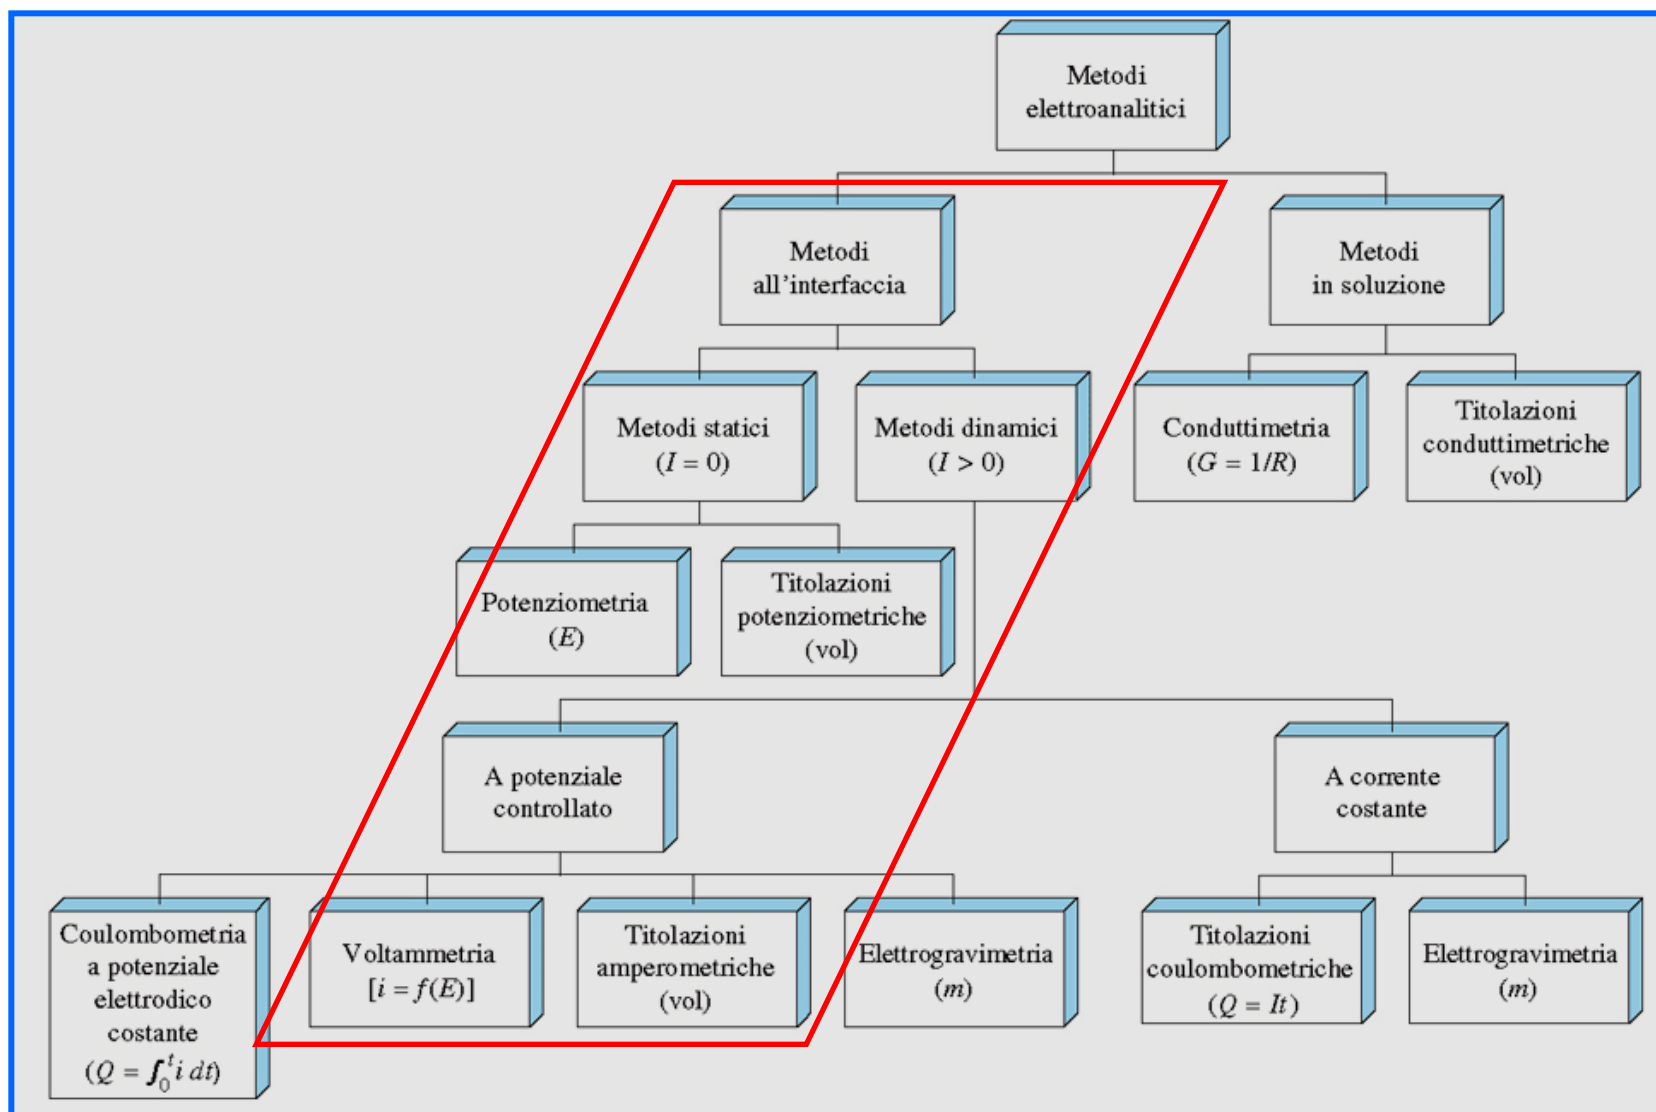 Metodi
elettroanalitici
Metodi
all'interfaccia
Metodi
in soluzione
Metodi statici
(I = 0)
Metodi dinamici
(I > 0)
Conduttimetria
(G = 1/R)
Titolazioni
conduttimetriche
(vol)
Potenziometria
(E)
Titolazioni
potenziometriche
(vol)
A potenziale
controllato
A corrente
costante
Coulombometria
a potenziale
elettrodico
costante
(Q = ∫₀ᵗ i dt)
Voltammetria
[i = f(E)]
Titolazioni
amperometriche
(vol)
Elettrogravimetria
(m)
Titolazioni
coulombometriche
(Q = It)
Elettrogravimetria
(m)